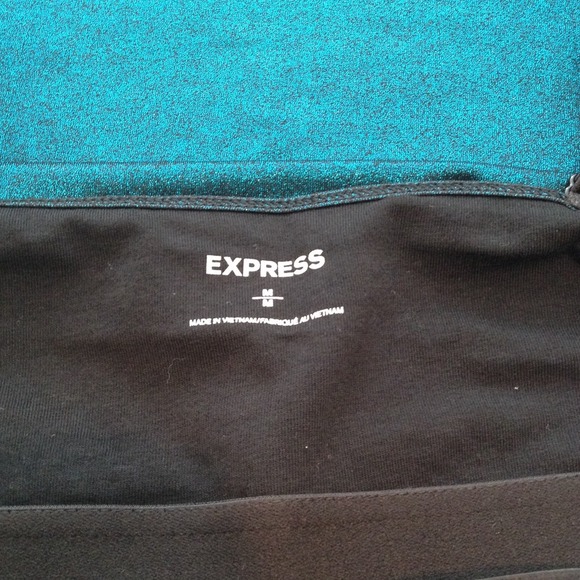 EXPRESS
M
M
MADE IN VIETNAM/FABRIQUÉ AU VIETNAM